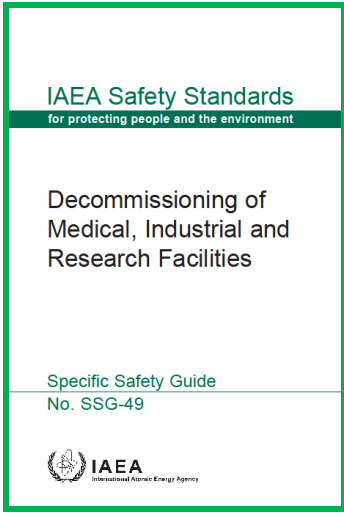 IAEA Safety Standards
for protecting people and the environment
Decommissioning of
Medical, Industrial and
Research Facilities
Specific Safety Guide
No. SSG-49
IAEA
International Atomic Energy Agency